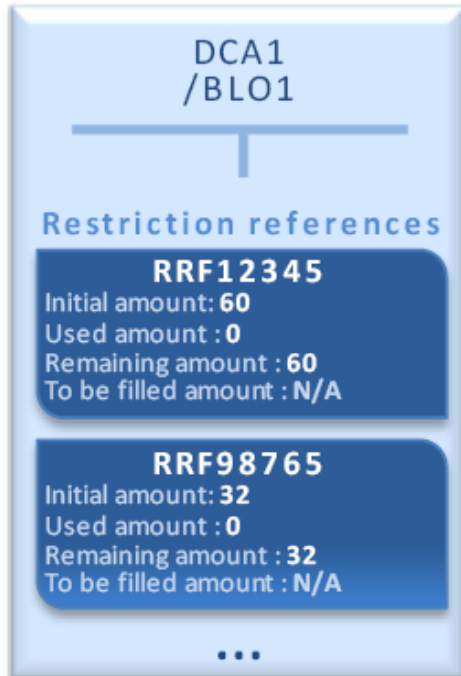 DCA1
/BLO1
Restriction references
RRF12345
Initial amount: 60
Used amount : 0
Remaining amount : 60
To be filled amount : N/A
RRF98765
Initial amount: 32
Used amount : 0
Remaining amount : 32
To be filled amount : N/A
...